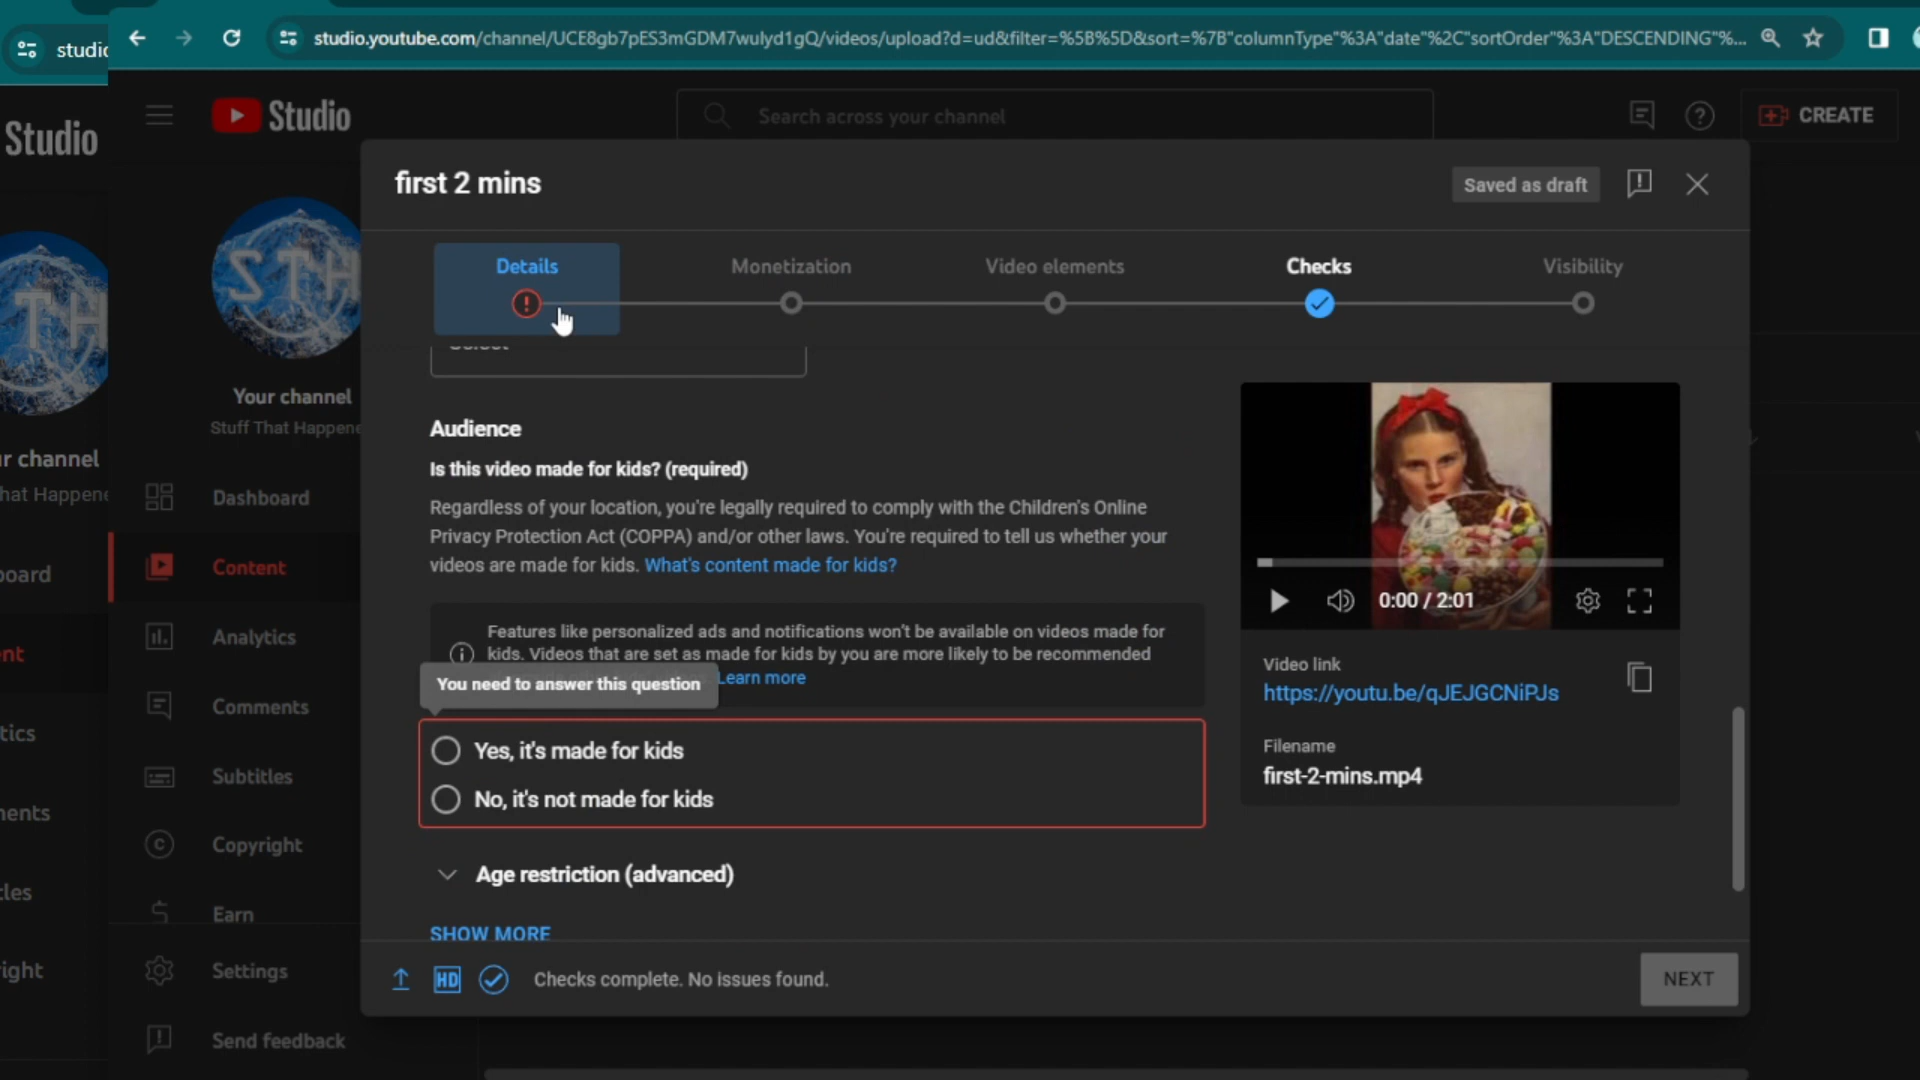 studio.youtube.com/channel/UCE8gb7pES3mGDM7wulyd1gQ/videos/upload?d=ud&filter=%5B%5D&sort=%7B"columnType"%3A"date"%2C"sortOrder"%3A"DESCENDING"%...
Studio
Studio
Search across your channel
CREATE
first 2 mins
Saved as draft
Details
Monetization
Video elements
Checks
Visibility
STH
TH
Your channel
Stuff That Happene
r channel
hat Happene
Dashboard
Content
Analytics
Comments
Subtitles
Copyright
Earn
Settings
Send feedback
Audience
Is this video made for kids? (required)
Regardless of your location, you're legally required to comply with the Children's Online
Privacy Protection Act (COPPA) and/or other laws. You're required to tell us whether your
videos are made for kids. What's content made for kids?
Features like personalized ads and notifications won't be available on videos made for
kids. Videos that are set as made for kids by you are more likely to be recommended
Learn more
You need to answer this question
Yes, it's made for kids
No, it's not made for kids
Age restriction (advanced)
SHOW MORE
0:00 / 2:01
Video link
https://youtu.be/qJEJGCNiPJs
Filename
first-2-mins.mp4
HD
Checks complete. No issues found.
NEXT